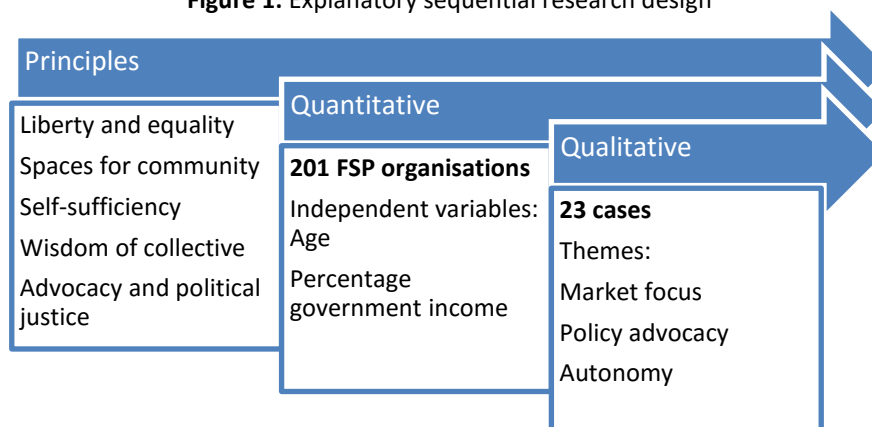 Figure 1. Explanatory sequential research design
Principles
Liberty and equality
Spaces for community
Self-sufficiency
Wisdom of collective
Advocacy and political
justice
Quantitative
201 FSP organisations
Independent variables:
Age
Percentage
government income
Qualitative
23 cases
Themes:
Market focus
Policy advocacy
Autonomy